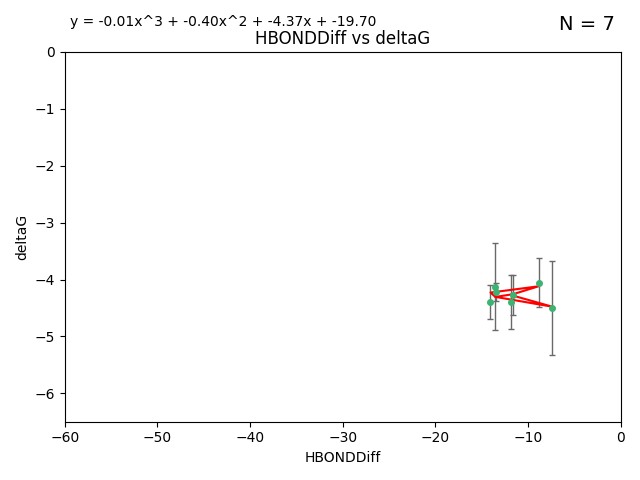 y = -0.01x^3 + -0.40x^2 + -4.37x + -19.70
N = 7
HBONDDiff vs deltaG
0
−1
−2
−3
−4
−5
−6
deltaG
−60 −50 −40 −30 −20 −10 0
HBONDDiff